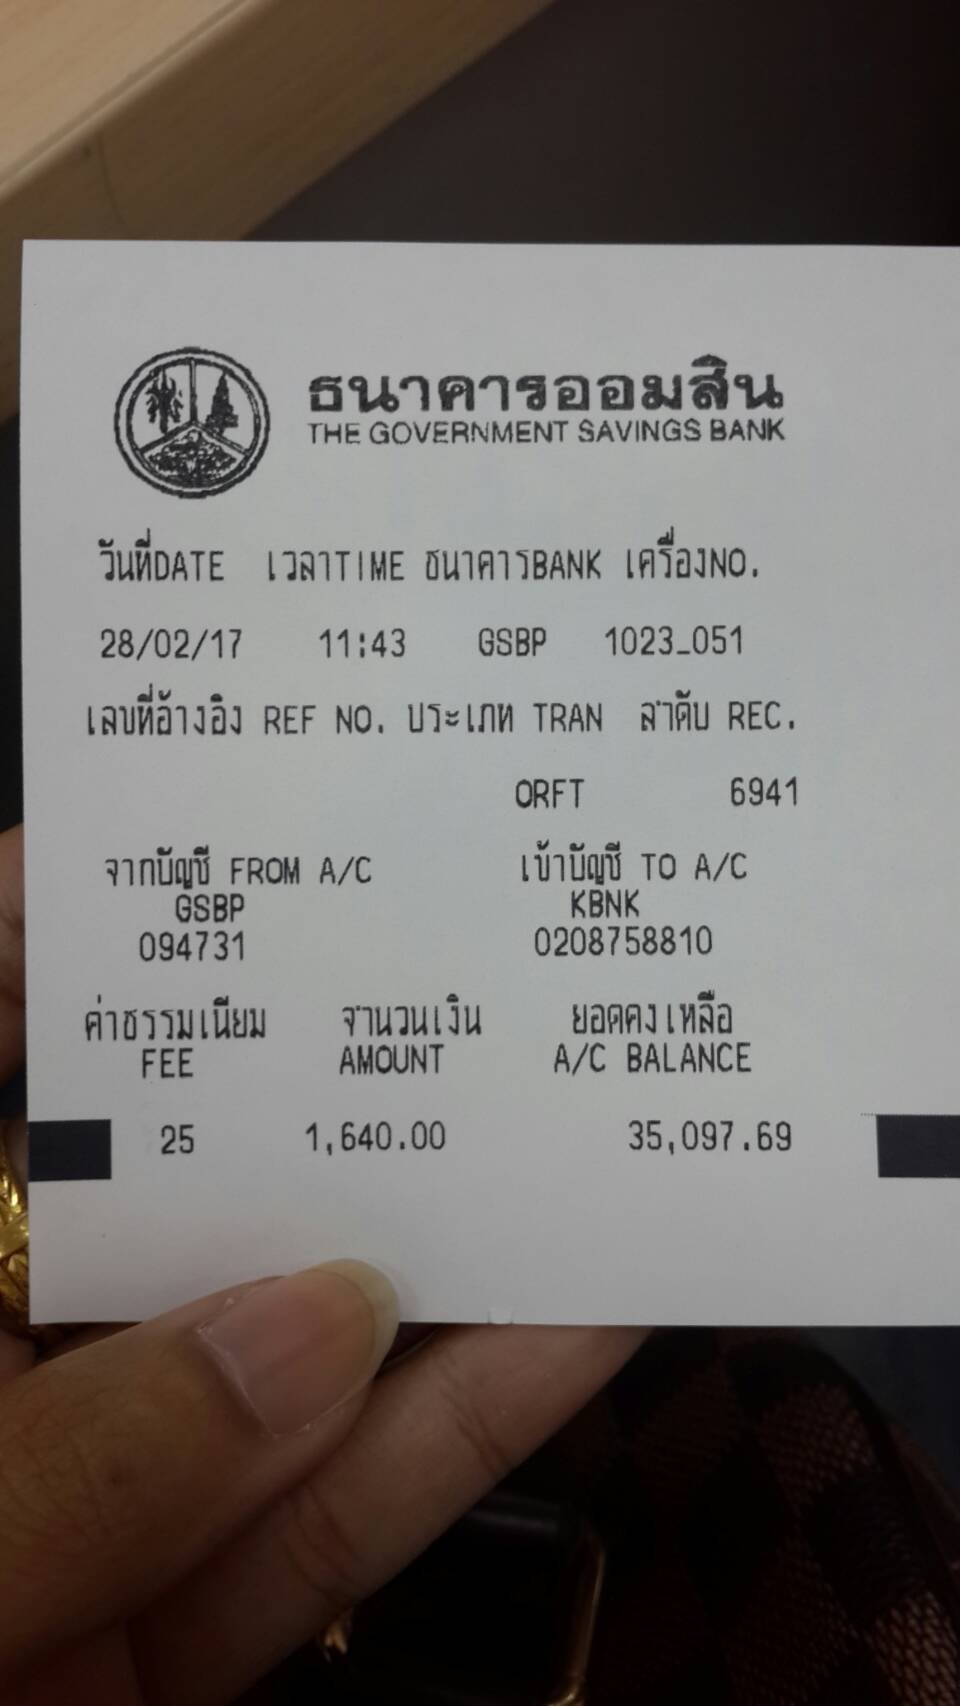 ธนาคารออมสิน
THE GOVERNMENT SAVINGS BANK
วันที่DATE เวลาTIME ธนาคารBANK เครื่องNO.
28/02/17 11:43 GSBP 1023_051
เลขที่อ้างอิง REF NO. ประเภท TRAN ลำดับ REC.
ORFT 6941
จากบัญชี FROM A/C เข้าบัญชี TO A/C
GSBP KBNK
094731 0208758810
ค่าธรรมเนียม จำนวนเงิน ยอดคงเหลือ
FEE AMOUNT A/C BALANCE
25 1,640.00 35,097.69